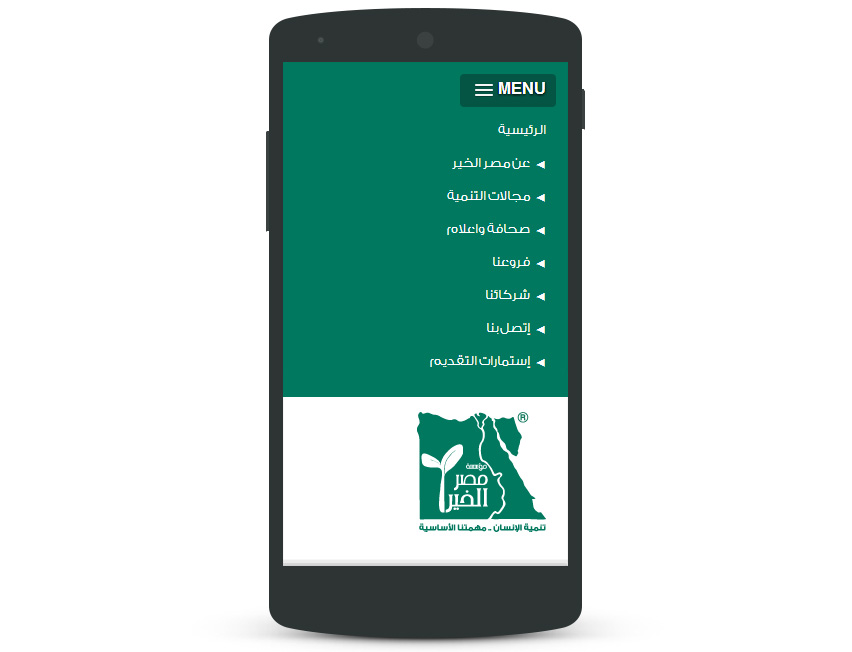 MENU
الرئيسية
عن مصر الخير
مجالات التنمية
صحافة واعلام
فروعنا
شركائنا
إتصل بنا
إستمارات التقديم
®
مؤسسة
مصر
الخير
تنمية الإنسان .. مهمتنا الأساسية